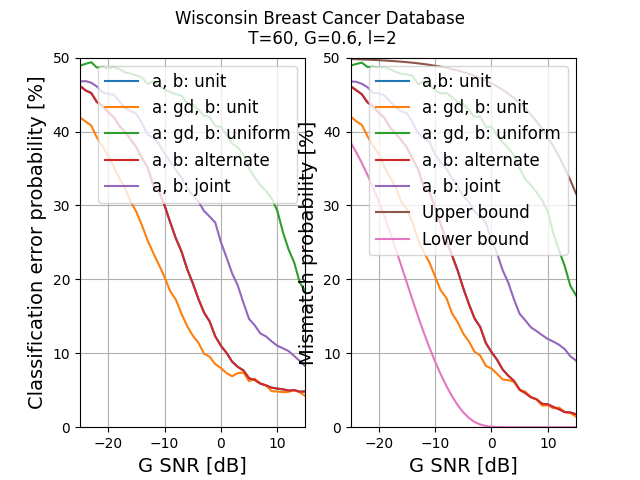 Wisconsin Breast Cancer Database
T=60, G=0.6, l=2
Classification error probability [%]
50
40
30
20
10
0
a, b: unit
a: gd, b: unit
a: gd, b: uniform
a, b: alternate
a, b: joint
−20
−10
0
10
G SNR [dB]
Mismatch probability [%]
50
40
30
20
10
0
a,b: unit
a: gd, b: unit
a: gd, b: uniform
a, b: alternate
a, b: joint
Upper bound
Lower bound
−20
−10
0
10
G SNR [dB]